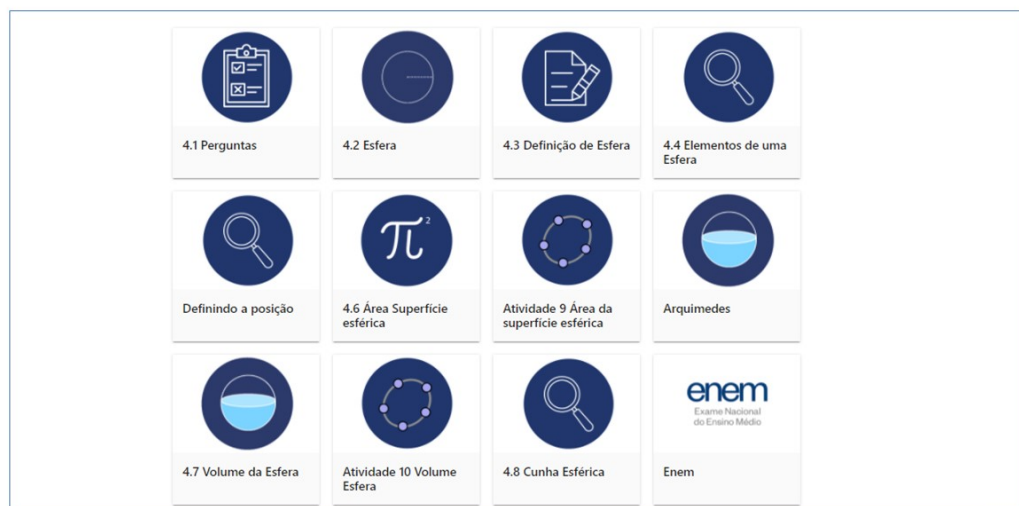 4.1 Perguntas
4.2 Esfera
4.3 Definição de Esfera
4.4 Elementos de uma
Esfera
Definindo a posição
π²
4.6 Área Superfície
esférica
Atividade 9 Área da
superfície esférica
Arquimedes
4.7 Volume da Esfera
Atividade 10 Volume
Esfera
4.8 Cunha Esférica
enem
Exame Nacional
do Ensino Médio
Enem